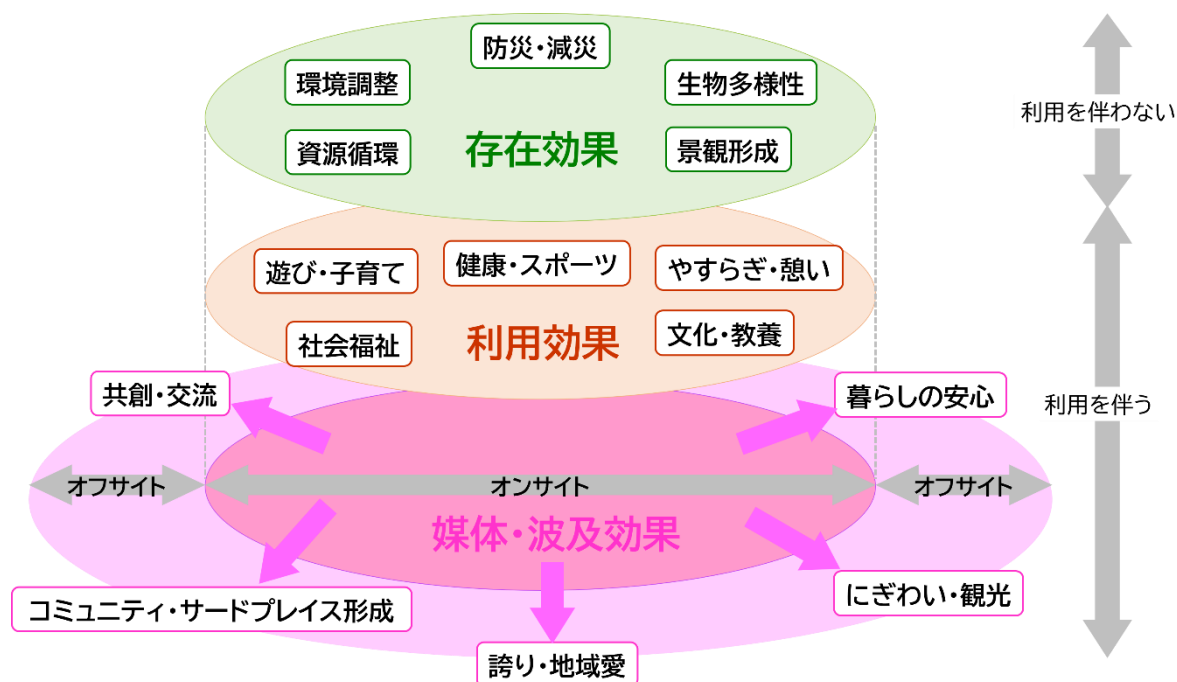 防災・減災
環境調整
生物多様性
資源循環
存在効果
景観形成
利用を伴わない
遊び・子育て
健康・スポーツ
やすらぎ・憩い
社会福祉
利用効果
文化・教養
共創・交流
暮らしの安心
利用を伴う
オフサイト
オンサイト
オフサイト
媒体・波及効果
コミュニティ・サードプレイス形成
にぎわい・観光
誇り・地域愛